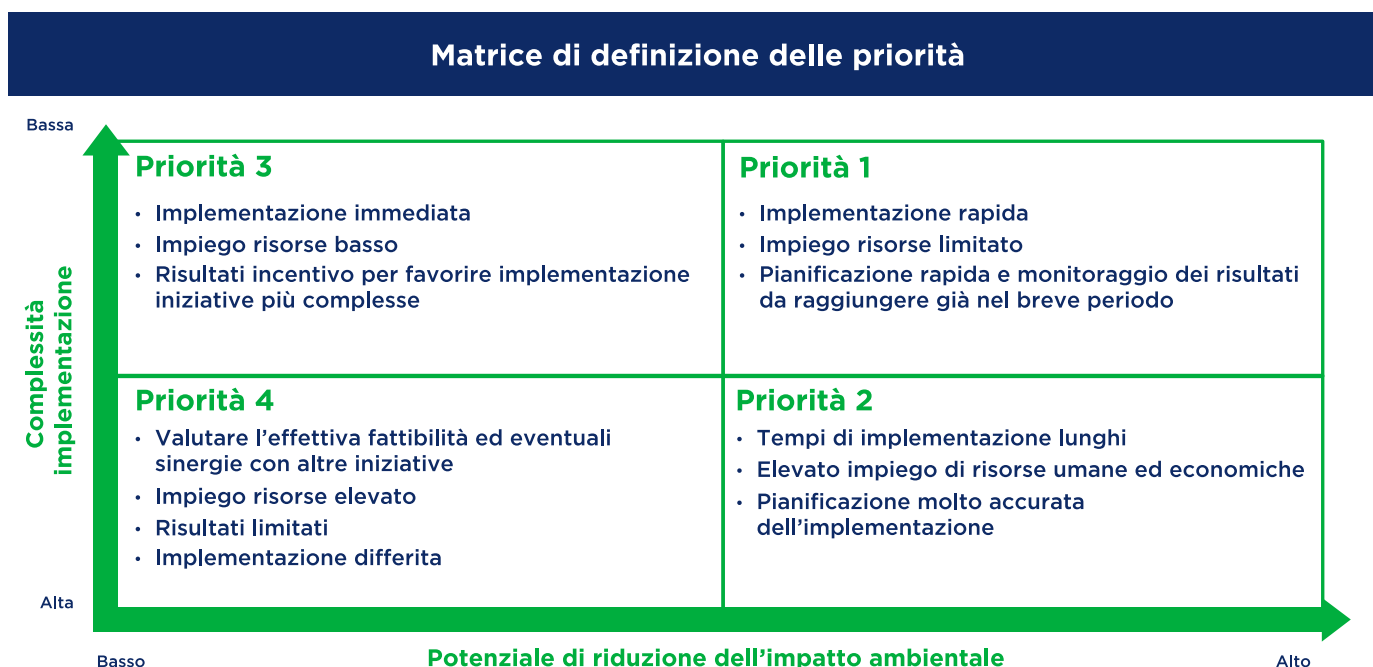 Matrice di definizione delle priorità
Bassa
Priorità 3
· Implementazione immediata
· Impiego risorse basso
· Risultati incentivo per favorire implementazione
iniziative più complesse
Priorità 1
· Implementazione rapida
· Impiego risorse limitato
· Pianificazione rapida e monitoraggio dei risultati
da raggiungere già nel breve periodo
Complessità
implementazione
Priorità 4
· Valutare l’effettiva fattibilità ed eventuali
sinergie con altre iniziative
· Impiego risorse elevato
· Risultati limitati
· Implementazione differita
Priorità 2
· Tempi di implementazione lunghi
· Elevato impiego di risorse umane ed economiche
· Pianificazione molto accurata
dell’implementazione
Alta
Basso
Potenziale di riduzione dell’impatto ambientale
Alto